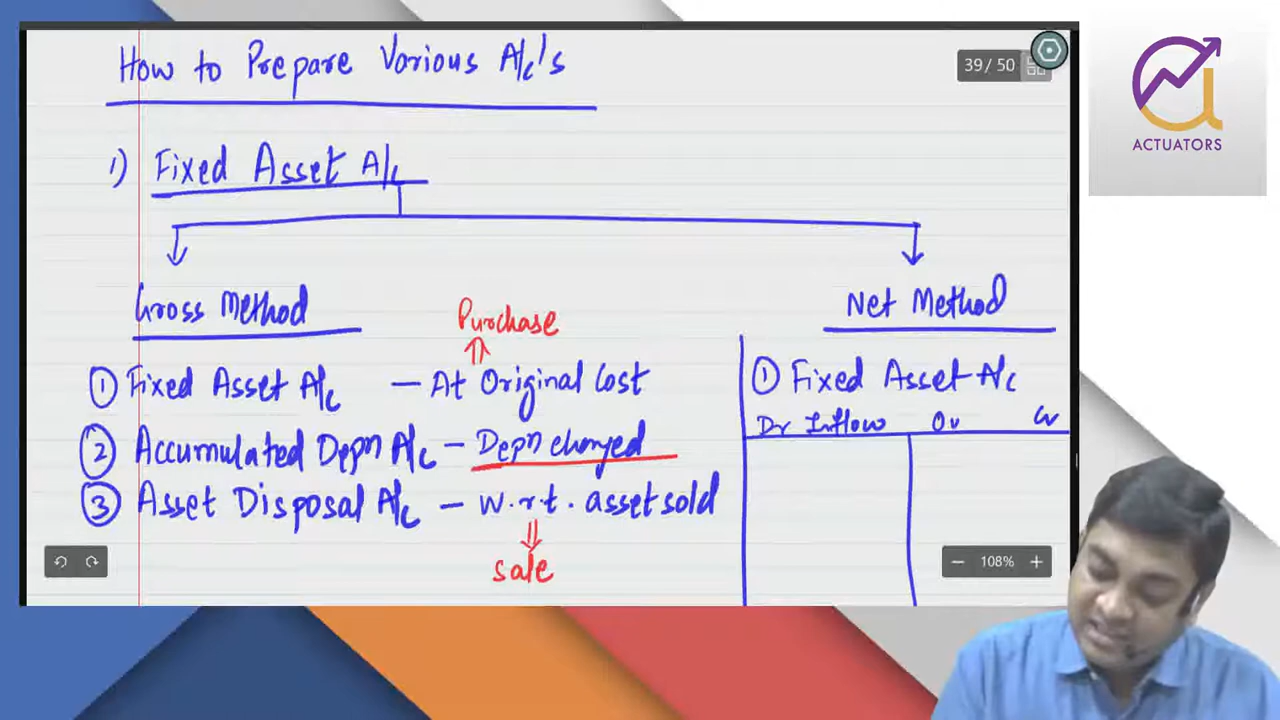 How to Prepare Various A/c's
39 / 50
ACTUATORS
1) Fixed Asset A/c
Gross Method
Net Method
Purchase
① Fixed Asset A/c — At Original Cost
② Accumulated Depn A/c — Depn charged
③ Asset Disposal A/c — w.r.t. asset sold
sale
① Fixed Asset A/c
Dr Inflow Ou Cr
108%